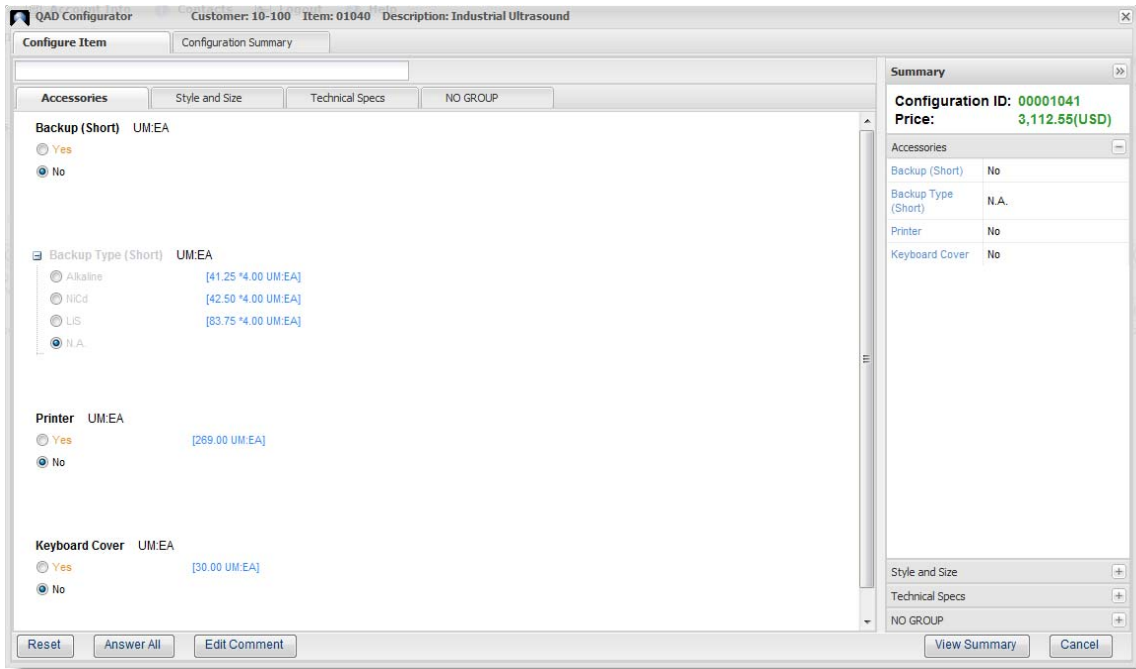 QAD Configurator Customer: 10-100 Item: 01040 Description: Industrial Ultrasound
Configure Item Configuration Summary
Accessories Style and Size Technical Specs NO GROUP
Backup (Short) UM:EA
Yes
No
Backup Type (Short) UM:EA
Alkaline [41.25 *4.00 UM:EA]
NiCd [42.50 *4.00 UM:EA]
LiS [83.75 *4.00 UM:EA]
N.A.
Printer UM:EA
Yes [269.00 UM:EA]
No
Keyboard Cover UM:EA
Yes [30.00 UM:EA]
No
Summary
Configuration ID: 00001041
Price: 3,112.55(USD)
Accessories
Backup (Short) No
Backup Type
(Short) N.A.
Printer No
Keyboard Cover No
Style and Size
Technical Specs
NO GROUP
Reset Answer All Edit Comment View Summary Cancel